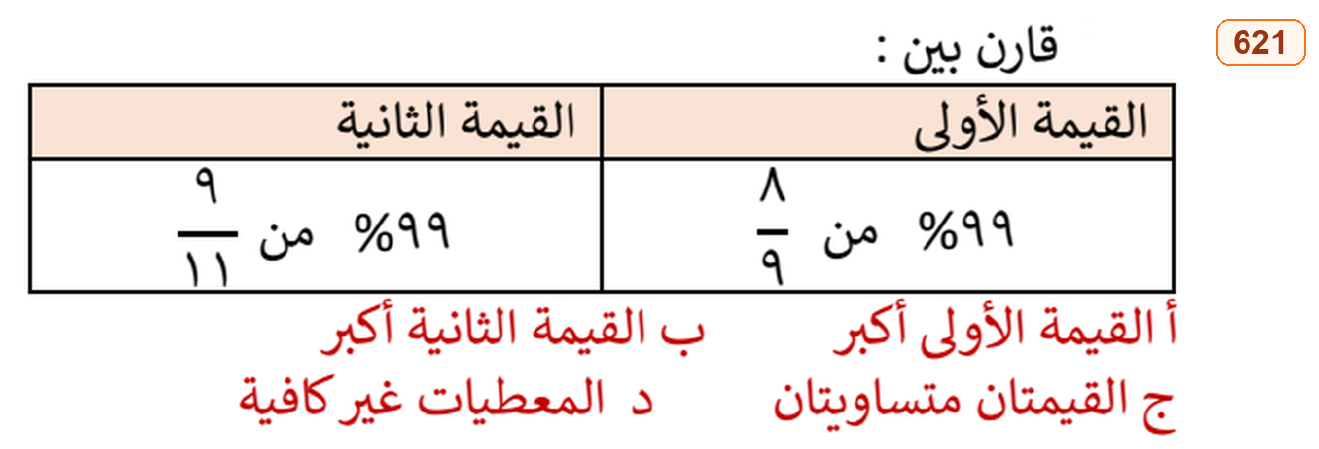 621
قارن بين :
القيمة الأولى القيمة الثانية
٩٩% من ٨/٩ ٩٩% من ٩/١١
أ القيمة الأولى أكبر ب القيمة الثانية أكبر
ج القيمتان متساويتان د المعطيات غير كافية